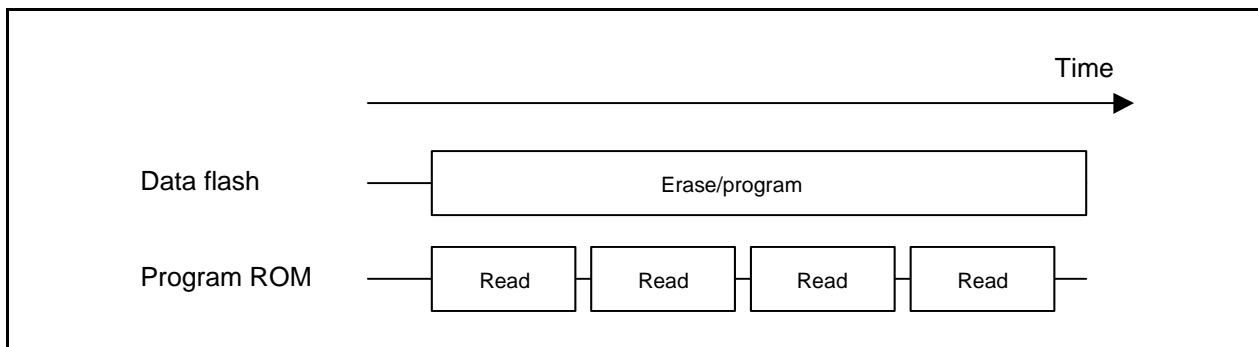 Time
Data flash
Erase/program
Program ROM
Read Read Read Read